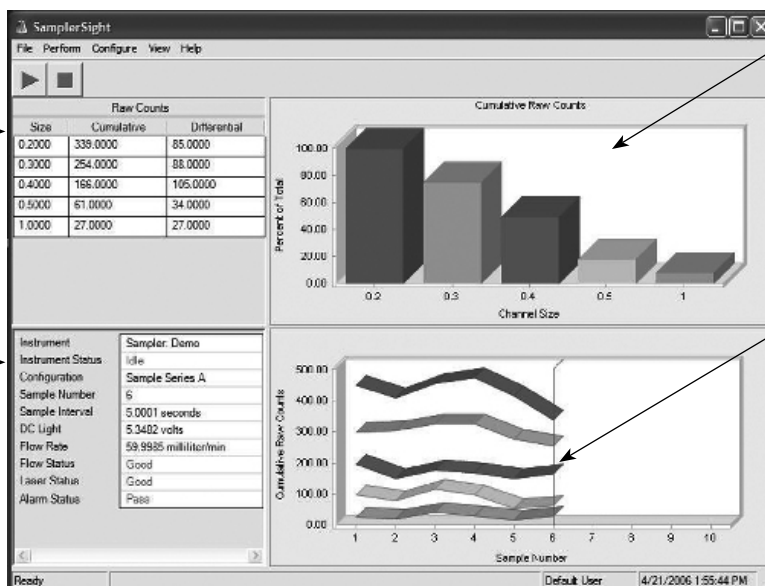 SamplerSight
File Perform Configure View Help
Raw Counts
Size Cumulative Differential
0.2000 339.0000 85.0000
0.3000 254.0000 88.0000
0.4000 166.0000 105.0000
0.5000 61.0000 34.0000
1.0000 27.0000 27.0000
Cumulative Raw Counts
Percent of Total
100.00
80.00
60.00
40.00
20.00
0.00
0.2 0.3 0.4 0.5 1
Channel Size
Instrument Sampler: Demo
Instrument Status Idle
Configuration Sample Series A
Sample Number 6
Sample Interval 5.0001 seconds
DC Light 5.3402 volts
Flow Rate 59.9985 milliliter/min
Flow Status Good
Laser Status Good
Alarm Status Pass
Cumulative Raw Counts
500.00
400.00
300.00
200.00
100.00
0.00
1 2 3 4 5 6 7 8 9 10
Sample Number
Ready Default User 4/21/2006 1:55:44 PM